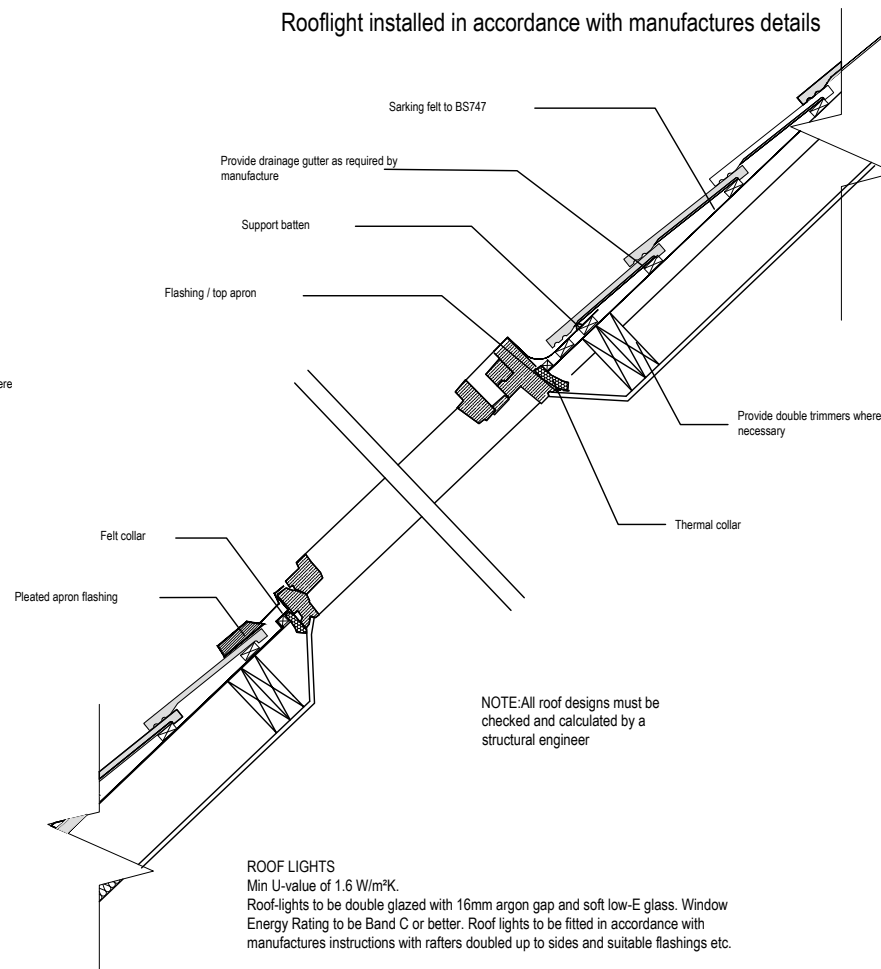 Rooflight installed in accordance with manufactures details
Sarking felt to BS747
Provide drainage gutter as required by
manufacture
Support batten
Flashing / top apron
ere
Provide double trimmers where
necessary
Thermal collar
Felt collar
Pleated apron flashing
NOTE:All roof designs must be
checked and calculated by a
structural engineer
ROOF LIGHTS
Min U-value of 1.6 W/m²K.
Roof-lights to be double glazed with 16mm argon gap and soft low-E glass. Window
Energy Rating to be Band C or better. Roof lights to be fitted in accordance with
manufactures instructions with rafters doubled up to sides and suitable flashings etc.